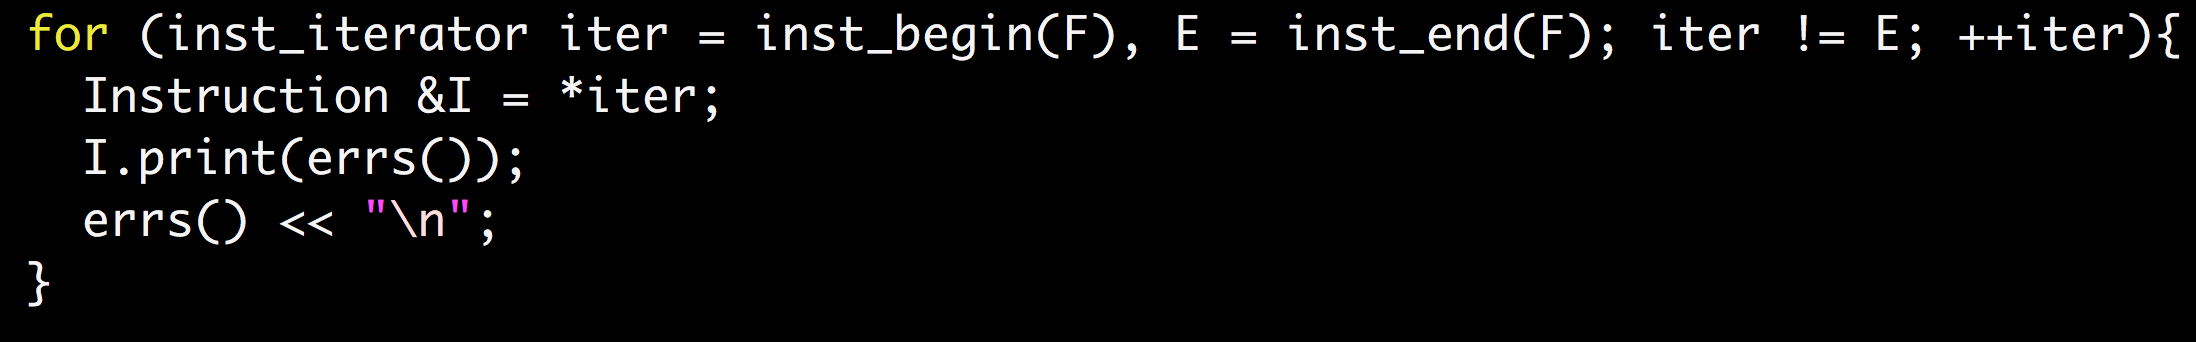 for (inst_iterator iter = inst_begin(F), E = inst_end(F); iter != E; ++iter){
  Instruction &I = *iter;
  I.print(errs());
  errs() << "\n";
}